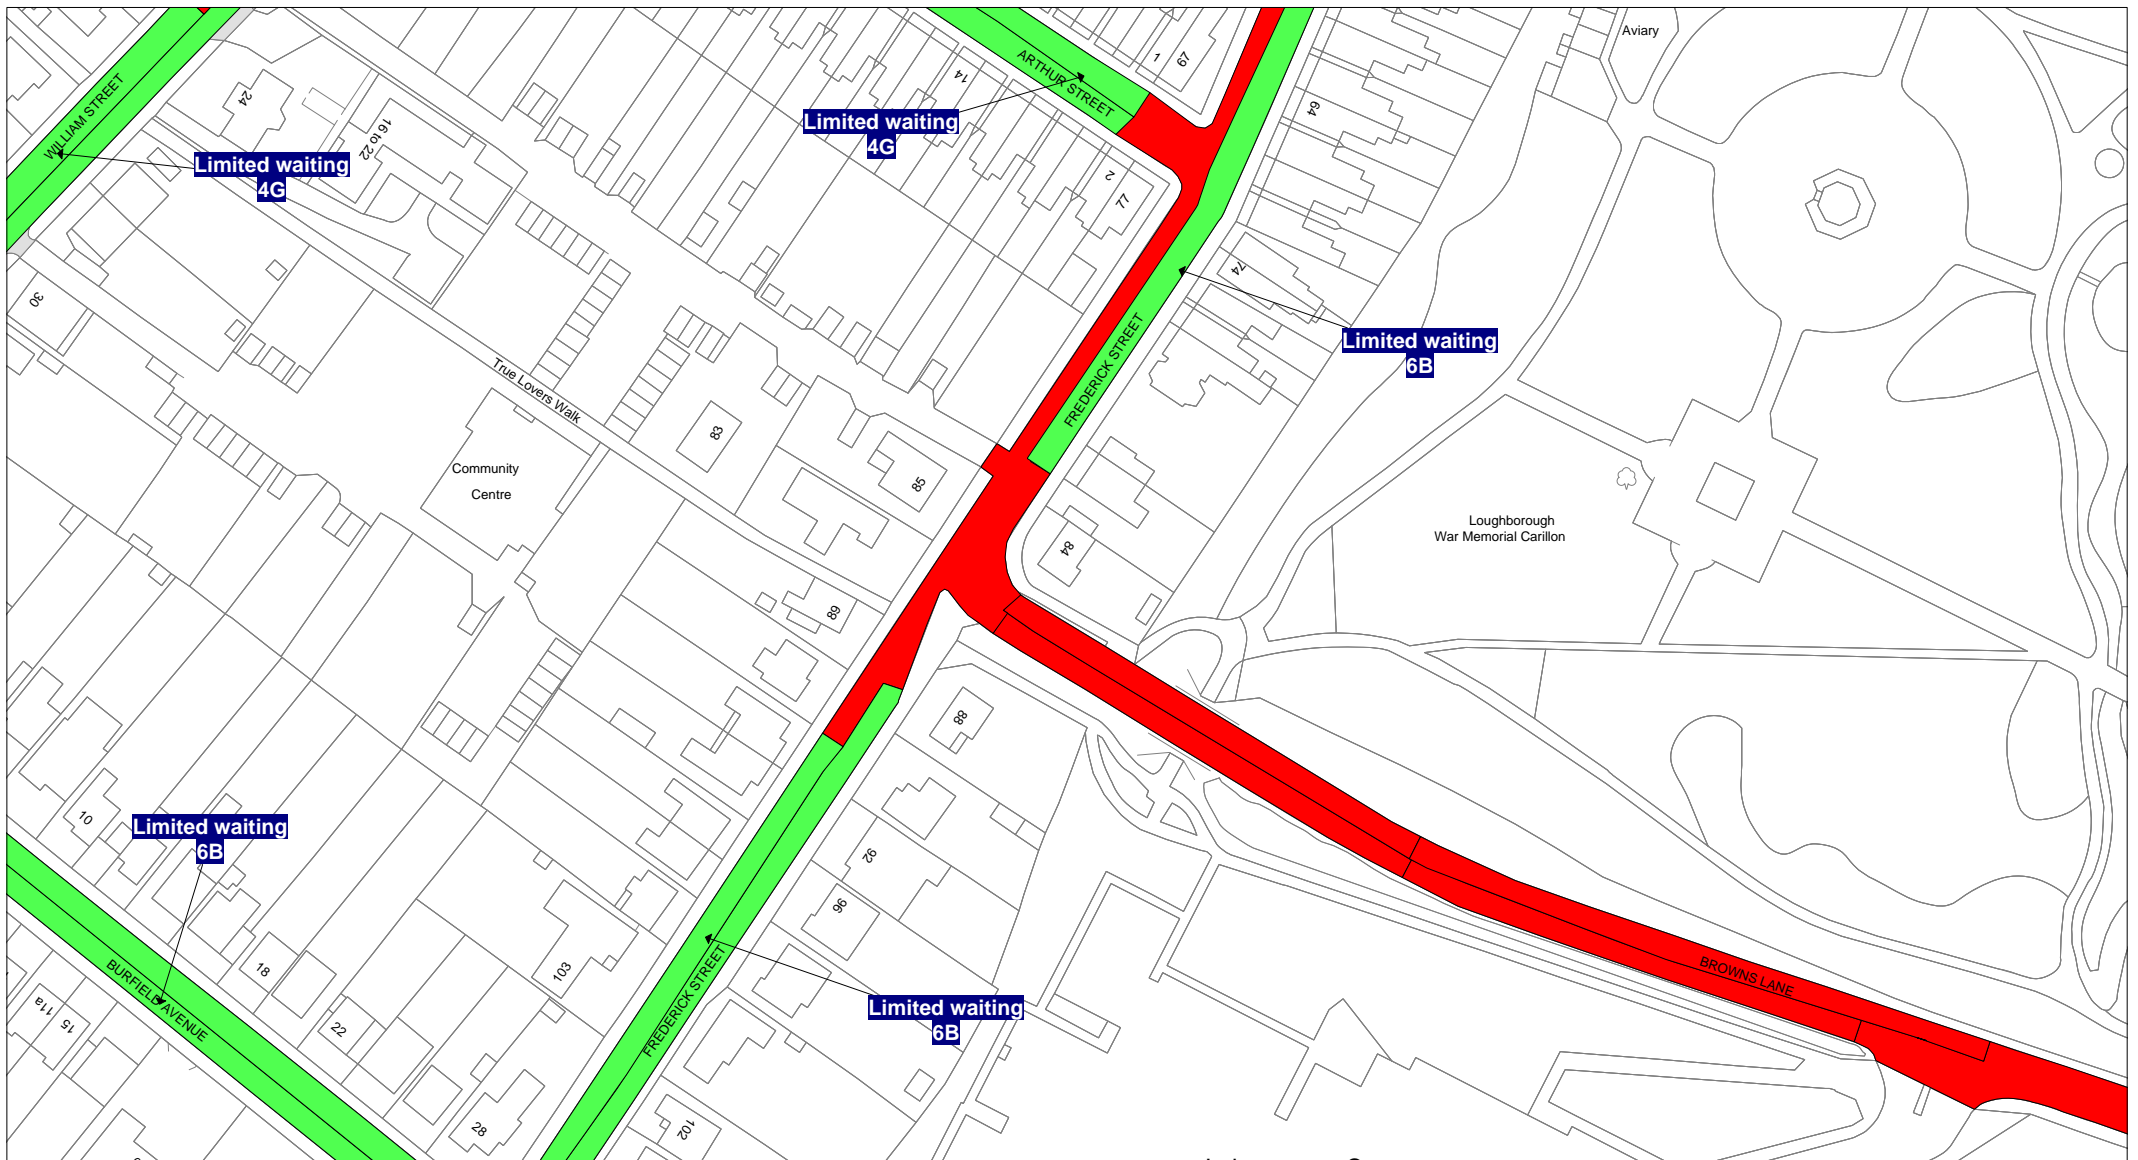 Aviary
ARTHUR STREET
1
67
14
64
WILLIAM STREET
24
16 to 22
Limited waiting
4G
Limited waiting
4G
2
77
74
30
FREDERICK STREET
Limited waiting
6B
True Lovers Walk
83
85
Community
Centre
Loughborough
War Memorial Carillon
84
89
88
10
Limited waiting
6B
92
96
18
103
BURFIELD AVENUE
22
11a
15
FREDERICK STREET
Limited waiting
6B
BROWNS LANE
28
102